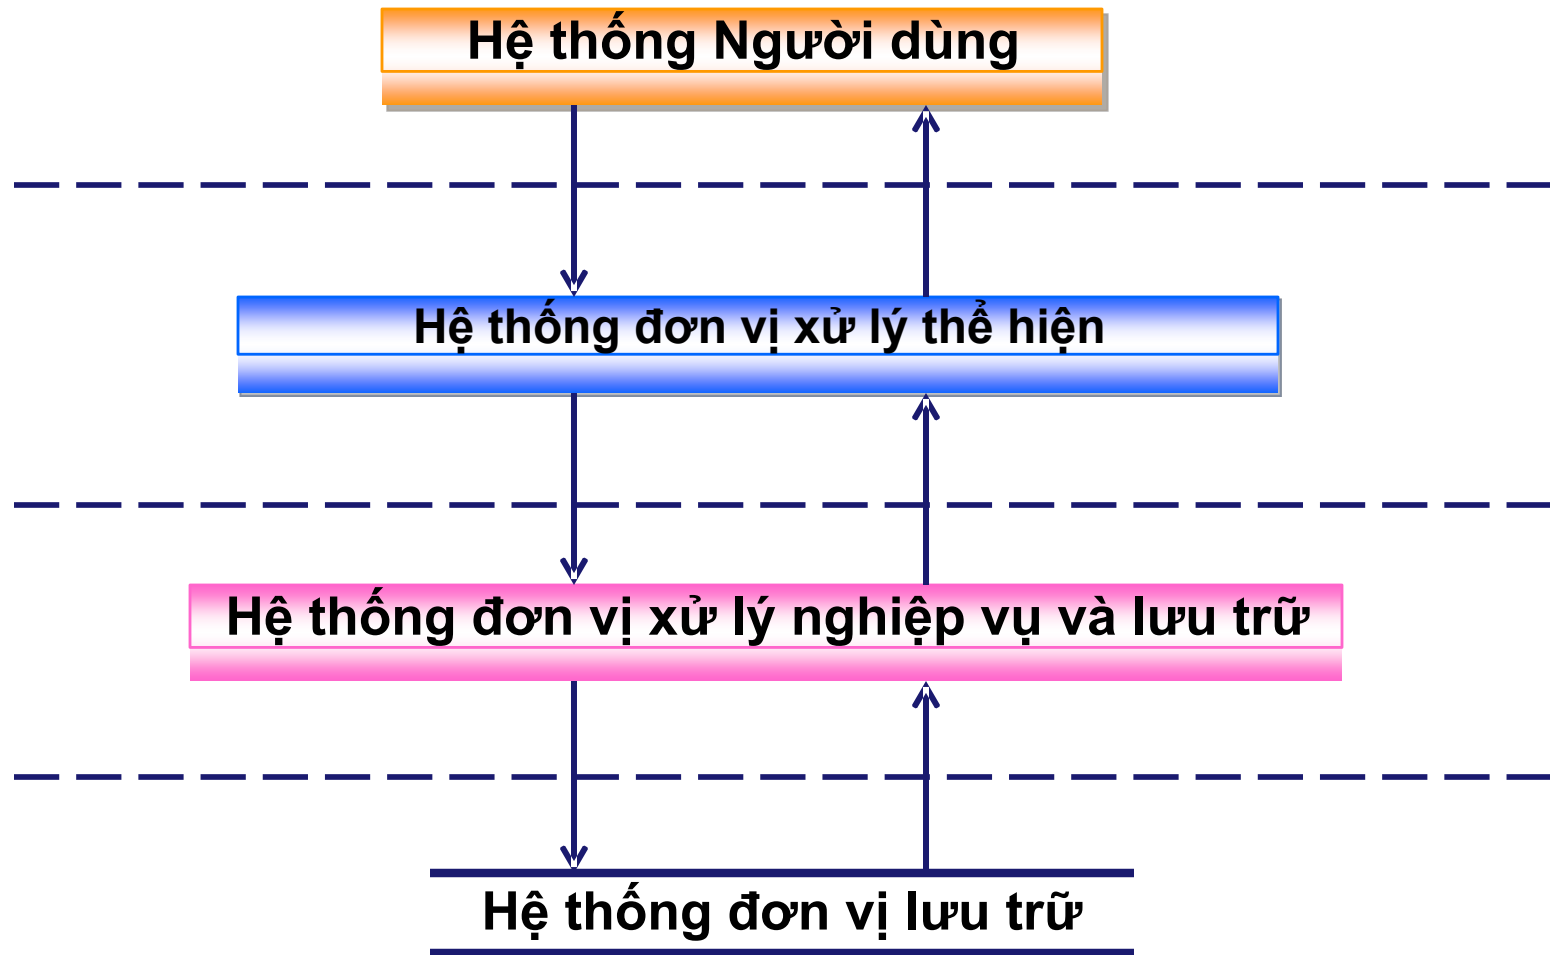 Hệ thống Người dùng
Hệ thống đơn vị xử lý thể hiện
Hệ thống đơn vị xử lý nghiệp vụ và lưu trữ
Hệ thống đơn vị lưu trữ